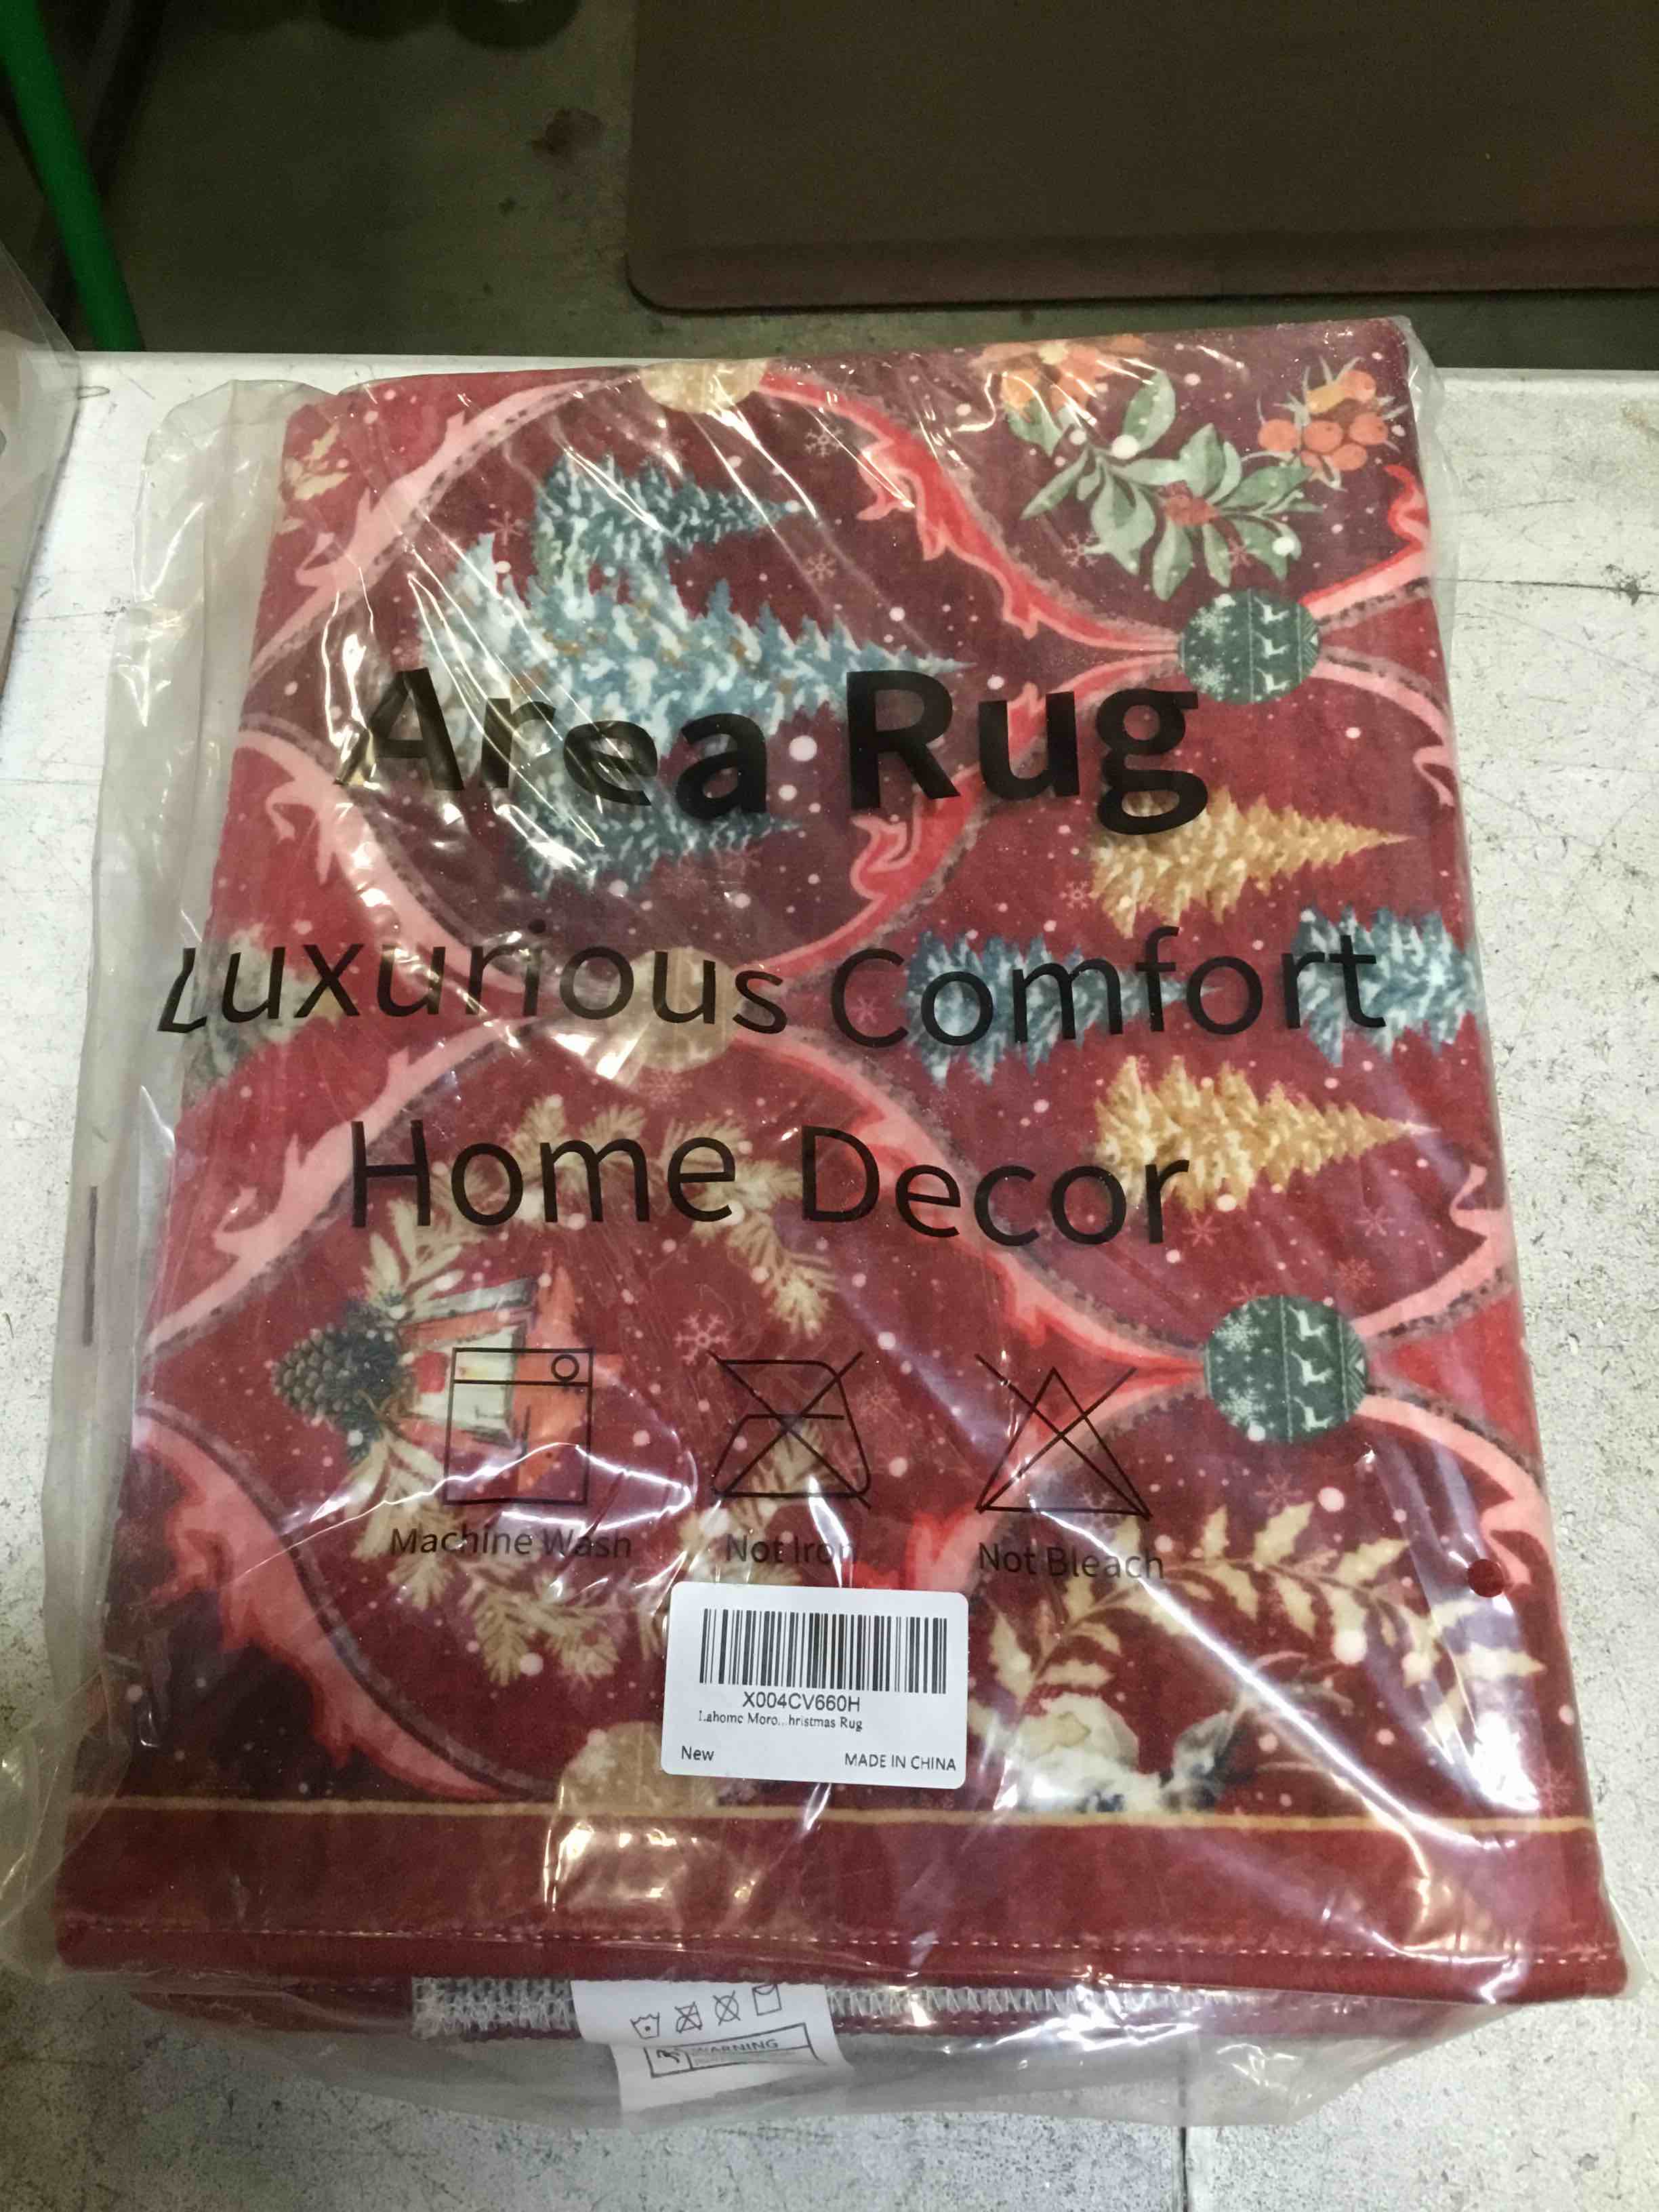 Area Rug
Luxurious Comfort
Home Decor
Machine Wash Not Iron Not Bleach
X004CV660H
Lahome Moro...hristmas Rug
New MADE IN CHINA
WARNING